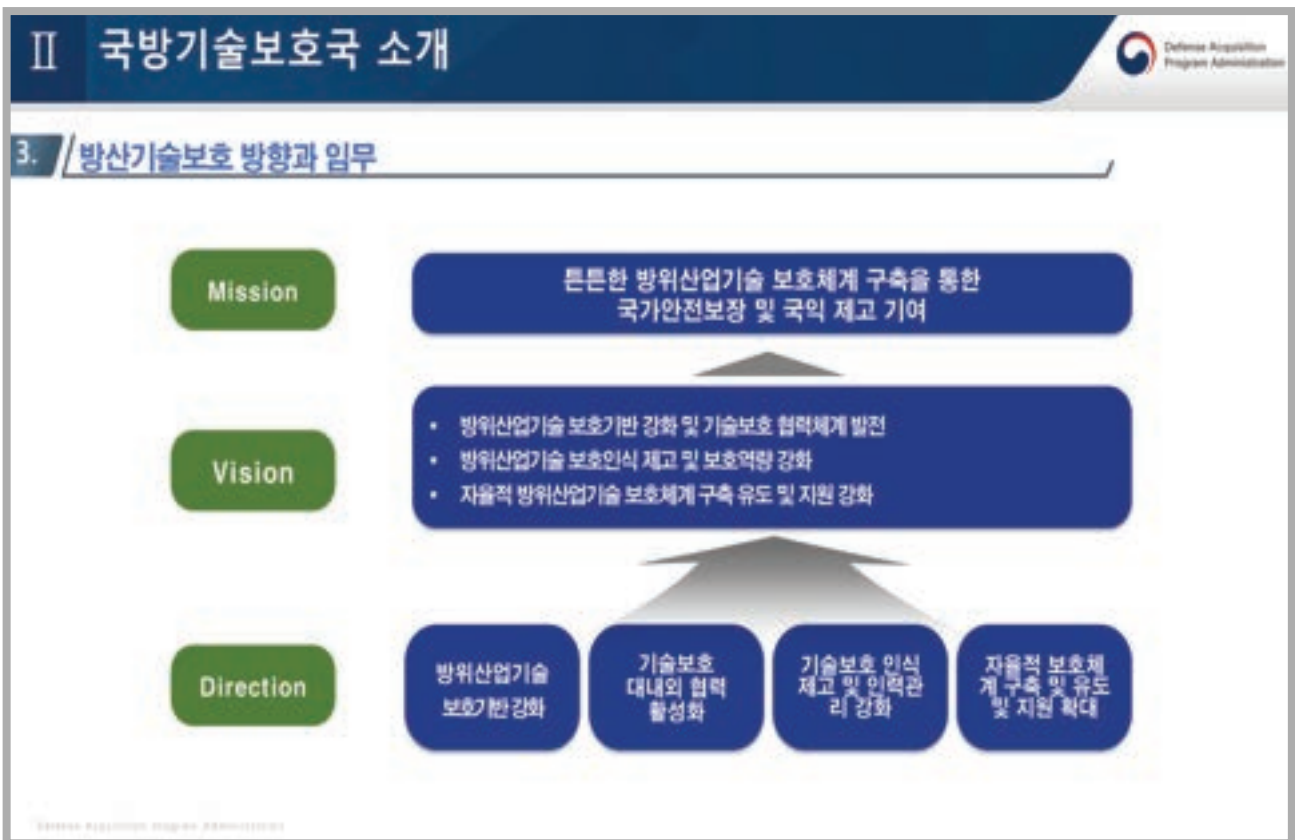 Ⅱ 국방기술보호국 소개
Defense Acquisition
Program Administration
3. 방산기술보호 방향과 임무
Mission
튼튼한 방위산업기술 보호체계 구축을 통한
국가안전보장 및 국익 제고 기여
Vision
• 방위산업기술 보호기반 강화 및 기술보호 협력체계 발전
• 방위산업기술 보호인식 제고 및 보호역량 강화
• 자율적 방위산업기술 보호체계 구축 유도 및 지원 강화
Direction
방위산업기술
보호기반 강화
기술보호
대내외 협력
활성화
기술보호 인식
제고 및 인력관
리 강화
자율적 보호체
계 구축 및 유도
및 지원 확대
Defense Acquisition Program Administration